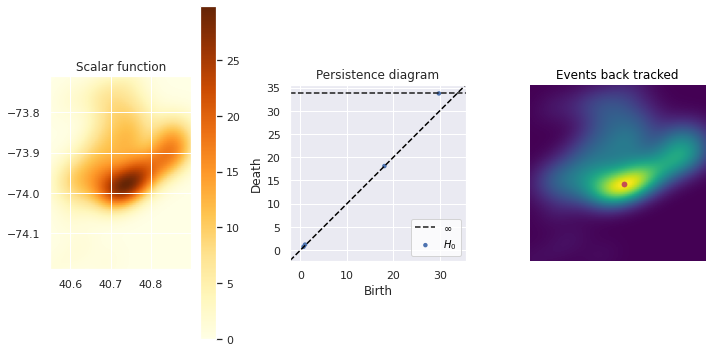 Scalar function
−73.8
−73.9
−74.0
−74.1
40.6 40.7 40.8
25
20
15
10
5
0
Persistence diagram
Death
35
30
25
20
15
10
5
0
∞
H₀
0 10 20 30
Birth
Events back tracked